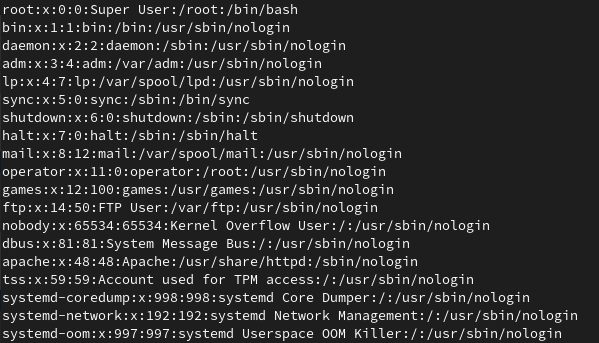 root:x:0:0:Super User:/root:/bin/bash
bin:x:1:1:bin:/bin:/usr/sbin/nologin
daemon:x:2:2:daemon:/sbin:/usr/sbin/nologin
adm:x:3:4:adm:/var/adm:/usr/sbin/nologin
lp:x:4:7:lp:/var/spool/lpd:/usr/sbin/nologin
sync:x:5:0:sync:/sbin:/bin/sync
shutdown:x:6:0:shutdown:/sbin:/sbin/shutdown
halt:x:7:0:halt:/sbin:/sbin/halt
mail:x:8:12:mail:/var/spool/mail:/usr/sbin/nologin
operator:x:11:0:operator:/root:/usr/sbin/nologin
games:x:12:100:games:/usr/games:/usr/sbin/nologin
ftp:x:14:50:FTP User:/var/ftp:/usr/sbin/nologin
nobody:x:65534:65534:Kernel Overflow User:/:/usr/sbin/nologin
dbus:x:81:81:System Message Bus:/:/usr/sbin/nologin
apache:x:48:48:Apache:/usr/share/httpd:/sbin/nologin
tss:x:59:59:Account used for TPM access:/:/usr/sbin/nologin
systemd-coredump:x:998:998:systemd Core Dumper:/:/usr/sbin/nologin
systemd-network:x:192:192:systemd Network Management:/:/usr/sbin/nologin
systemd-oom:x:997:997:systemd Userspace OOM Killer:/:/usr/sbin/nologin